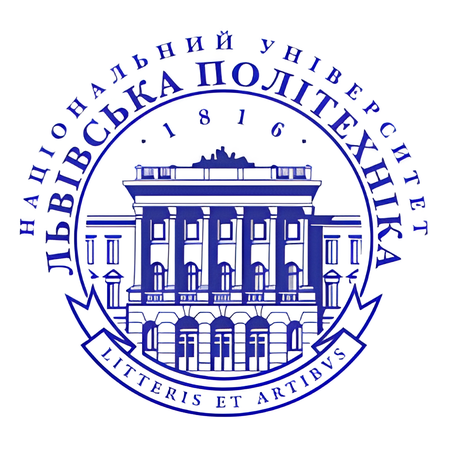 НАЦІОНАЛЬНИЙ УНІВЕРСИТЕТ
ЛЬВІВСЬКА ПОЛІТЕХНІКА
· 1816 ·
LITTERIS ET ARTIBVS